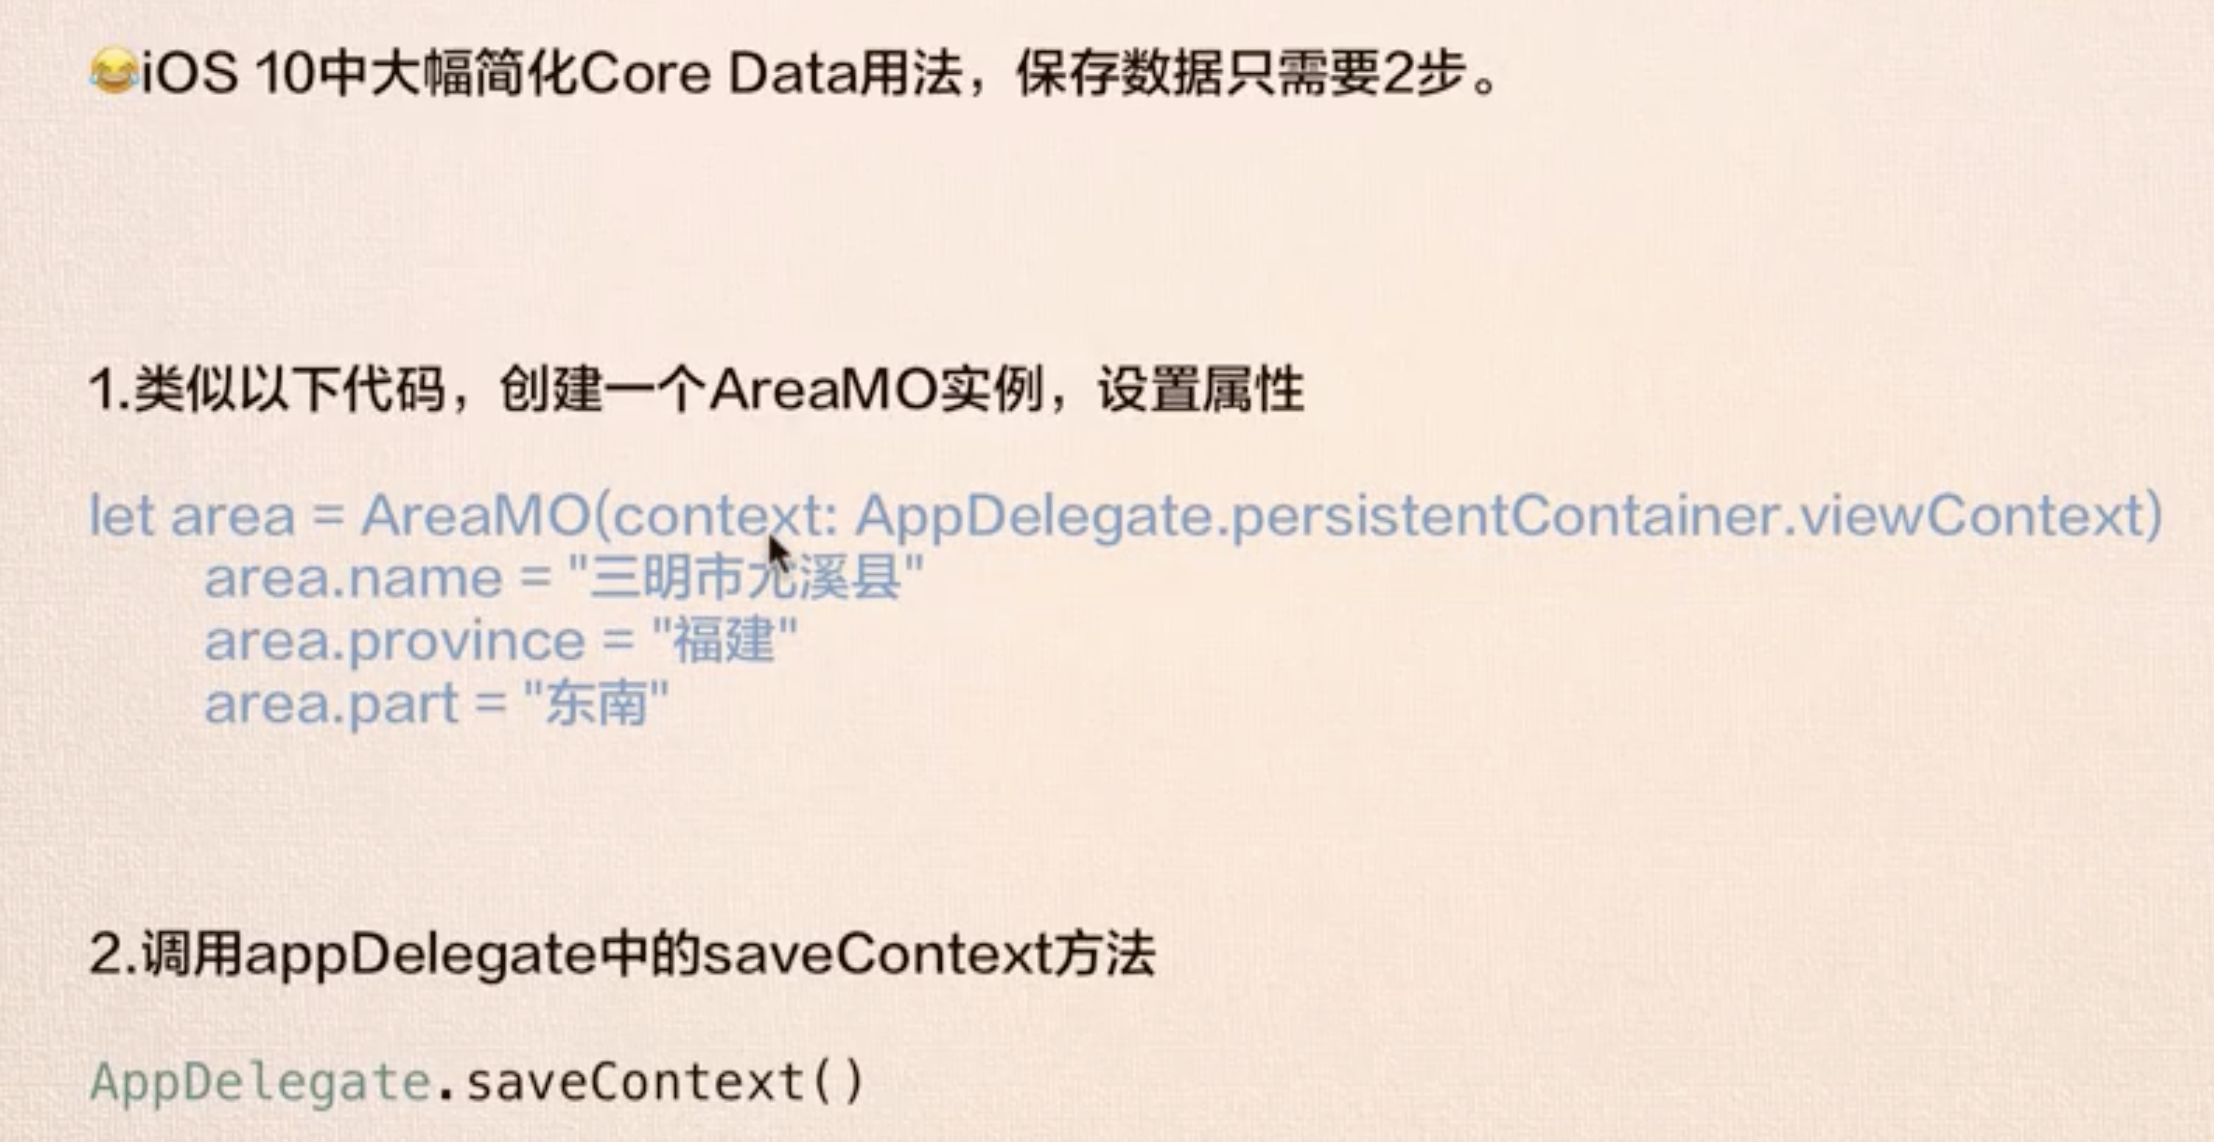 😂iOS 10中大幅简化Core Data用法，保存数据只需要2步。
1.类似以下代码，创建一个AreaMO实例，设置属性
let area = AreaMO(context: AppDelegate.persistentContainer.viewContext)
area.name = "三明市尤溪县"
area.province = "福建"
area.part = "东南"
2.调用appDelegate中的saveContext方法
AppDelegate.saveContext()